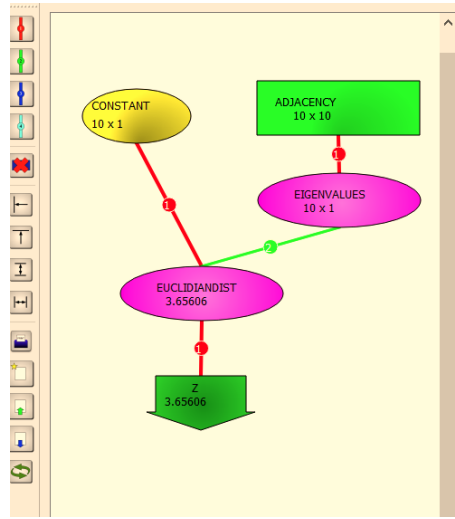 CONSTANT
10 x 1
ADJACENCY
10 x 10
1
EIGENVALUES
10 x 1
1
2
EUCLIDIANDIST
3.65606
1
Z
3.65606